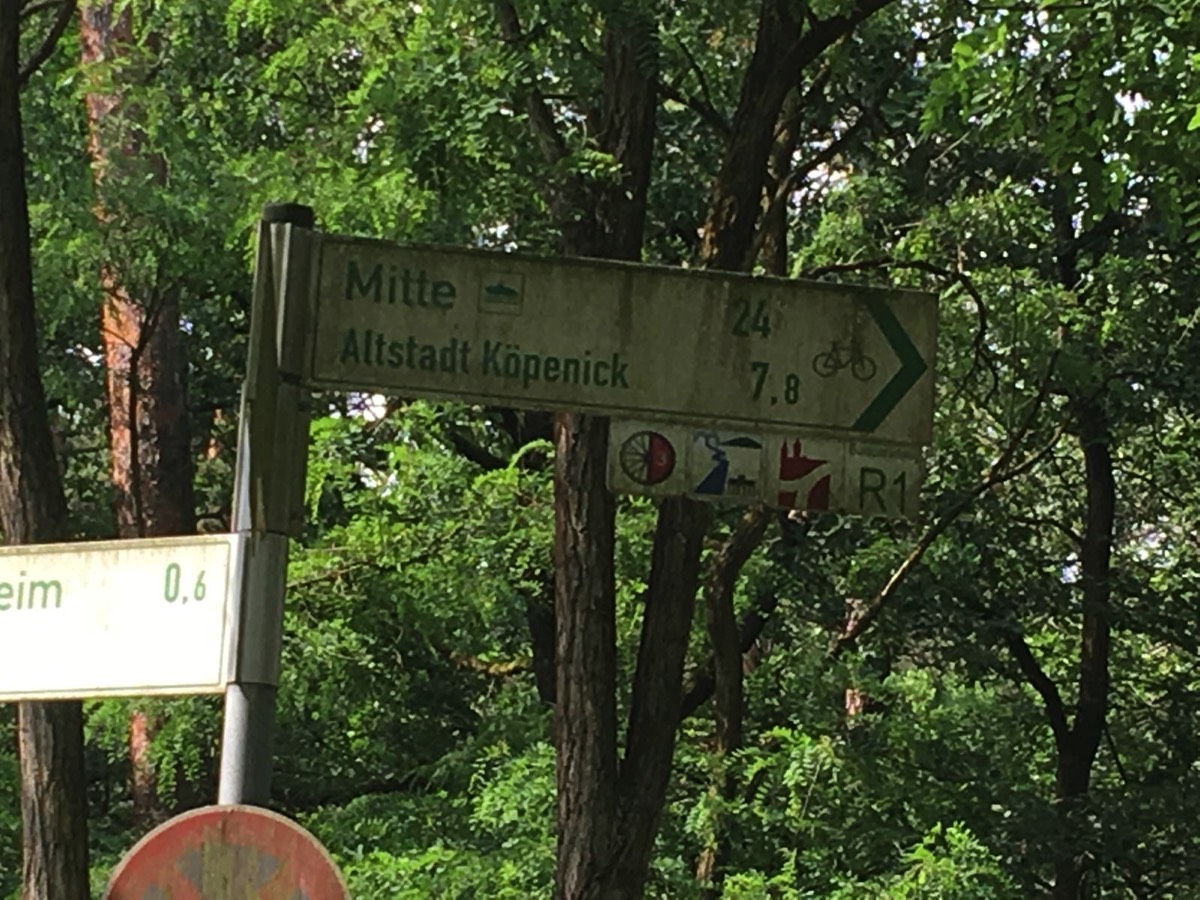 Mitte 24
Altstadt Köpenick 7,8
R1
eim 0,6